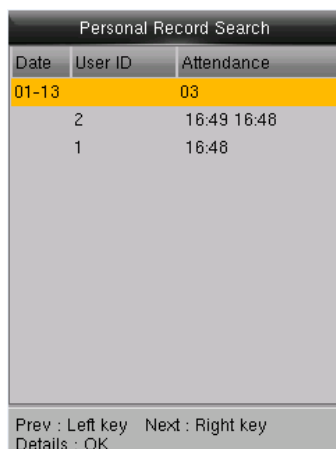 Personal Record Search
Date User ID Attendance
01-13 03
2 16:49 16:48
1 16:48
Prev : Left key Next : Right key
Details : OK